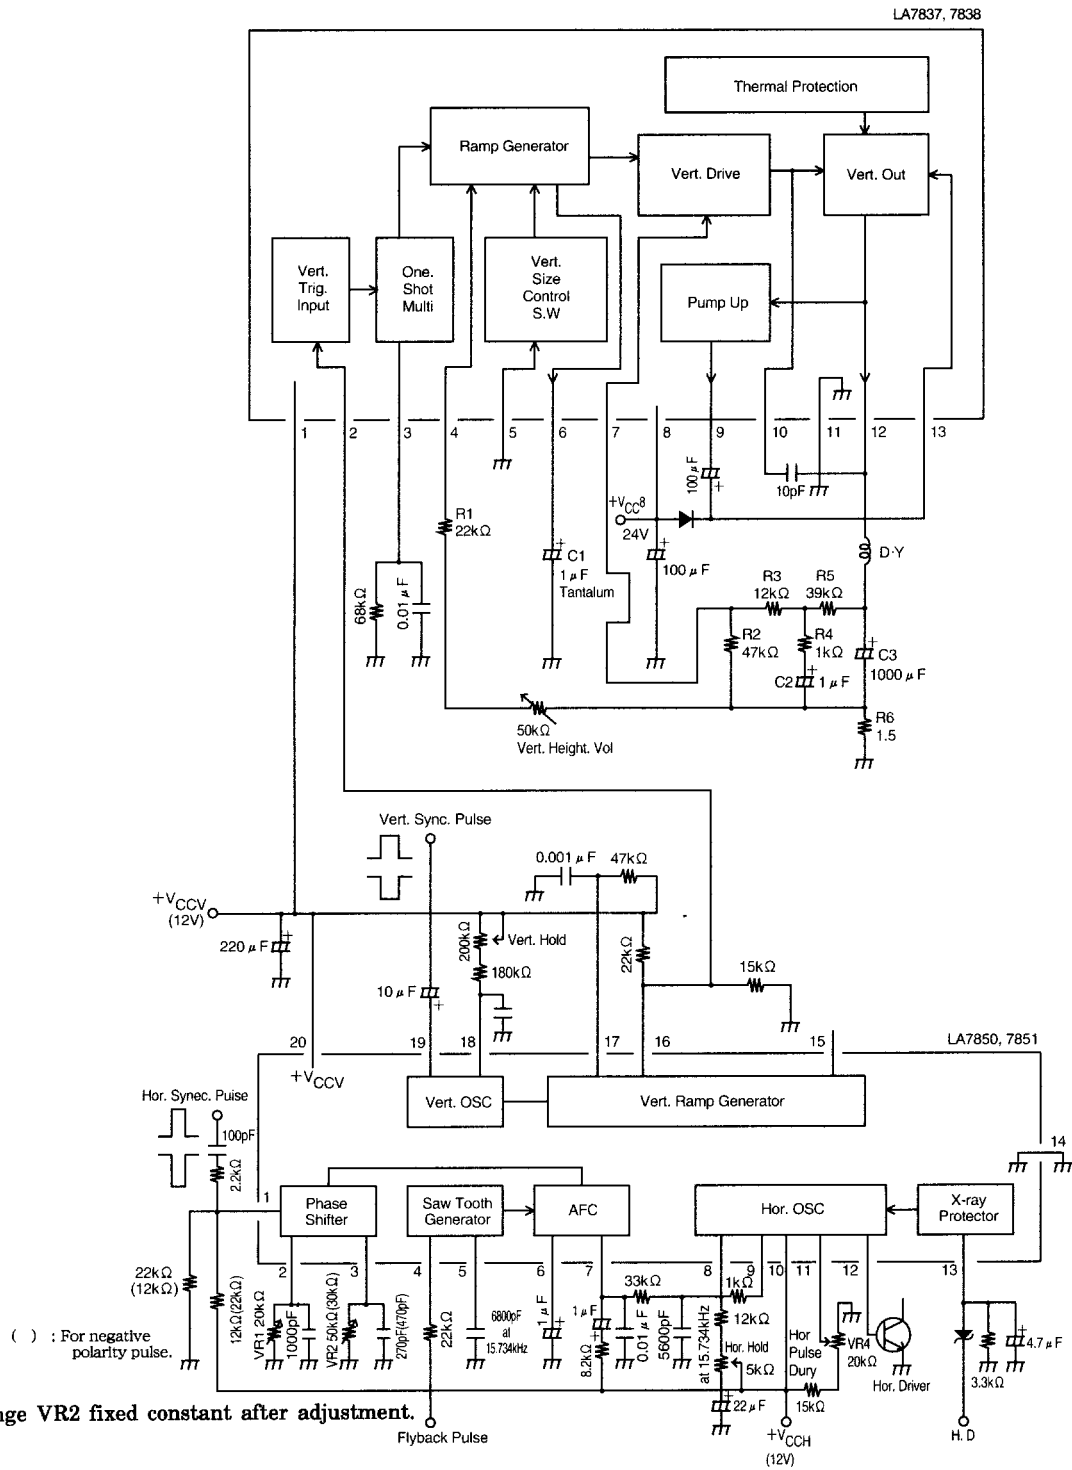 LA7837, 7838
Thermal Protection
Ramp Generator
Vert. Drive
Vert. Out
Vert.
Trig.
Input
One.
Shot
Multi
Vert.
Size
Control
S.W
Pump Up
1
2
3
4
5
6
7
8
9
10
11
12
13
100μF
+
10pF
R1
22kΩ
+VCC8
24V
+
C1
1μF
Tantalum
+
100μF
D·Y
68kΩ
0.01μF
R3
12kΩ
R5
39kΩ
R2
47kΩ
R4
1kΩ
C2
+
1μF
+
C3
1000μF
50kΩ
Vert. Height. Vol
R6
1.5
Vert. Sync. Pulse
0.001μF
47kΩ
+VCCV
(12V)
220μF
+
200kΩ
Vert. Hold
180kΩ
22kΩ
15kΩ
10μF
+
20
19
18
17
16
15
LA7850, 7851
+VCCV
Vert. OSC
Vert. Ramp Generator
Hor. Synec. Pulse
100pF
2.2kΩ
14
1
Phase
Shifter
Saw Tooth
Generator
AFC
Hor. OSC
X-ray
Protector
2
3
4
5
6
7
8
9
10
11
12
13
22kΩ
(12kΩ)
12kΩ(22kΩ)
VR1 20kΩ
1000pF
VR2 50kΩ(30kΩ)
270pF(470pF)
22kΩ
6800pF
at
15.734kHz
1μF
+
1μF
+
8.2kΩ
33kΩ
0.01μF
5600pF
1kΩ
12kΩ
at 15.734kHz
Hor. Hold
5kΩ
+
22μF
Hor
Pulse
Dury
VR4
20kΩ
15kΩ
Hor. Driver
3.3kΩ
+
4.7μF
( ) : For negative
polarity pulse.
nge VR2 fixed constant after adjustment.
Flyback Pulse
+VCCH
(12V)
H.D